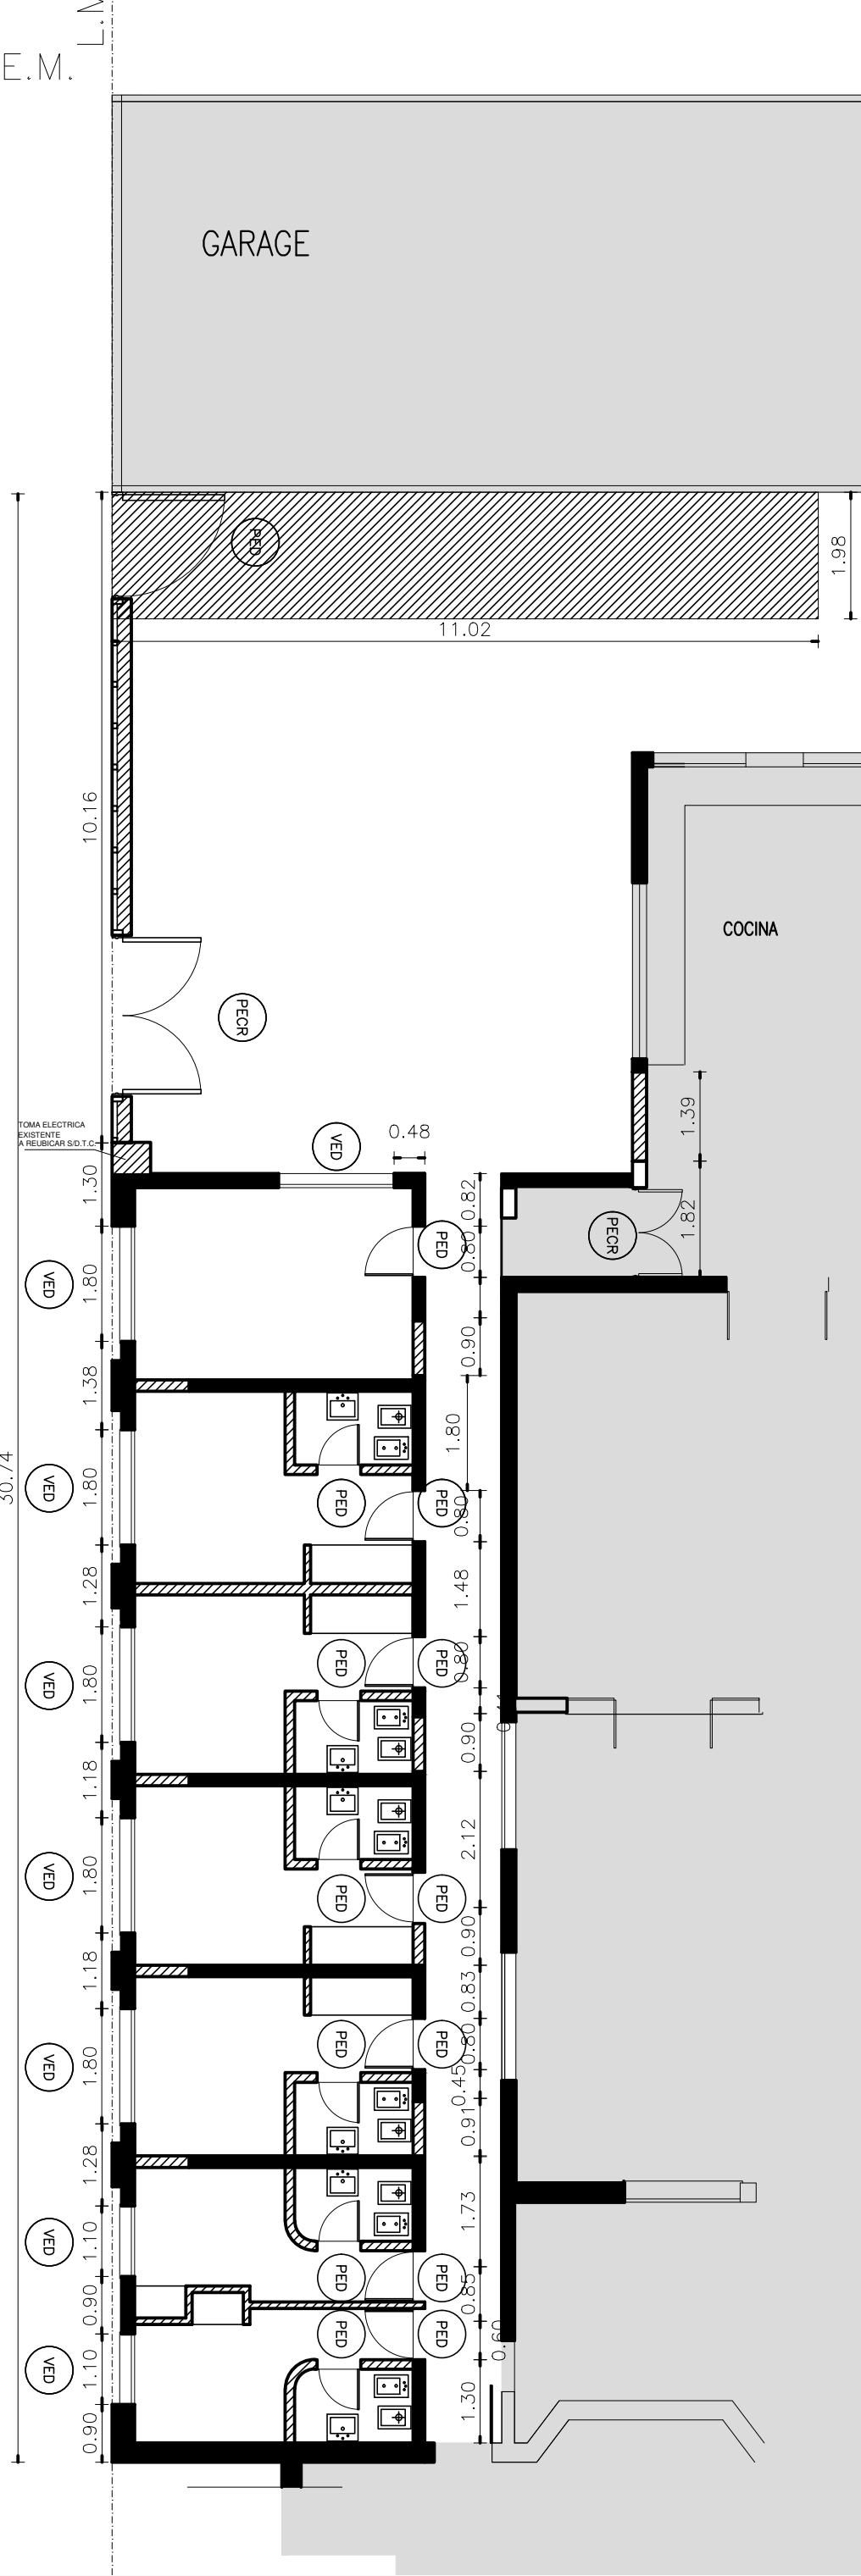 L.M
E.M.
GARAGE
PED
1.98
11.02
10.16
COCINA
PECR
TOMA ELECTRICA
EXISTENTE
A REUBICAR S/D.T.C.
VED
0.48
1.39
1.30
0.82
PED
0.80
PECR
1.82
VED
1.80
0.90
1.38
1.80
30.74
VED
1.80
PED
PED
0.80
1.28
1.48
VED
1.80
PED
PED
0.80
0.90
1.18
2.12
VED
1.80
PED
PED
0.90
1.18
0.83
VED
1.80
PED
PED
0.80
0.45
0.91
1.28
1.73
VED
1.10
PED
PED
0.85
0.90
PED
PED
0.60
VED
1.10
1.30
0.90